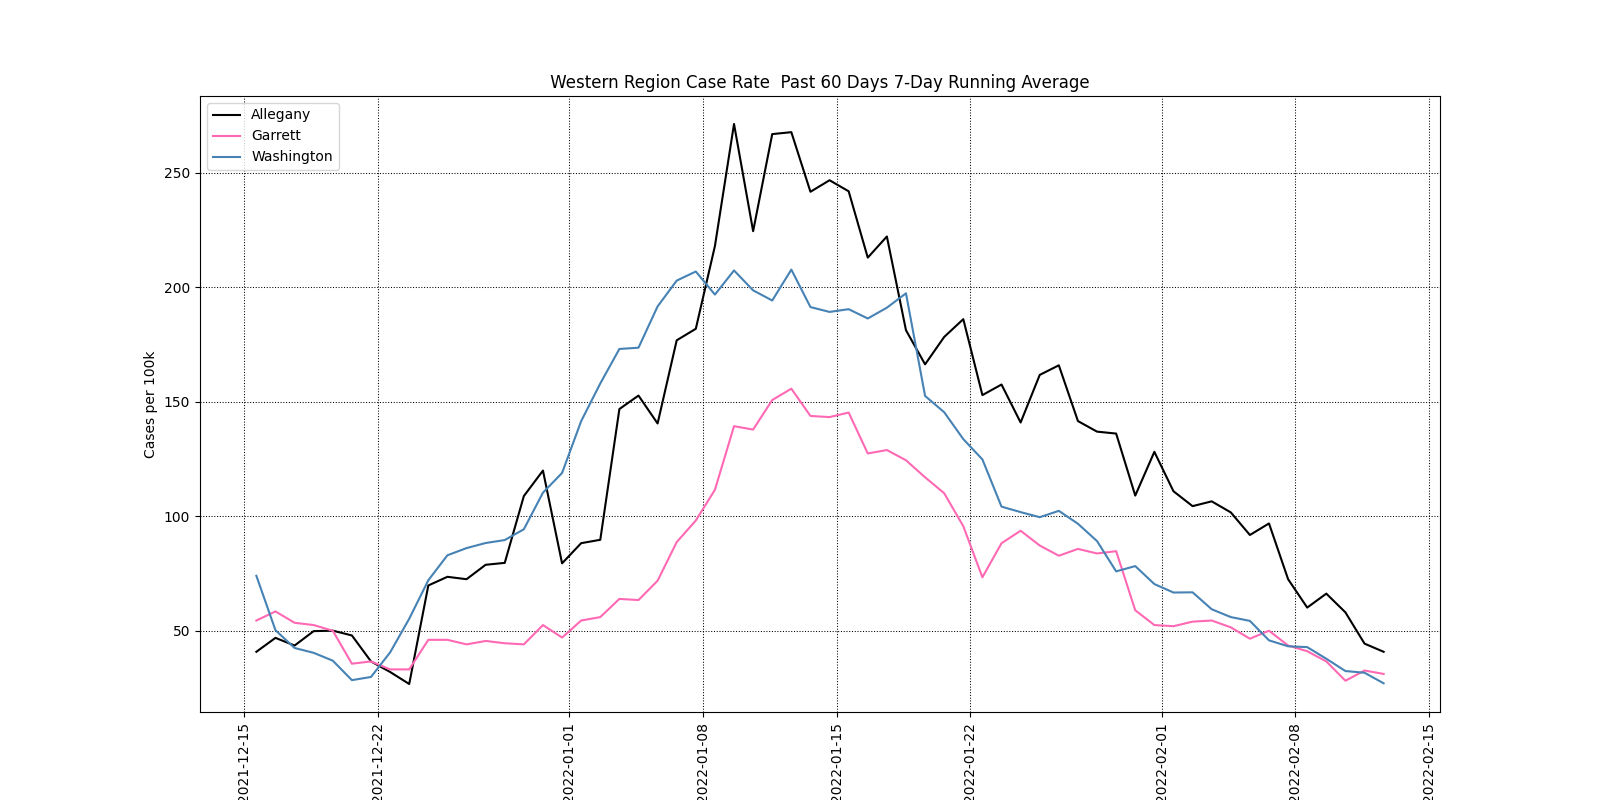 Western Region Case Rate  Past 60 Days 7-Day Running Average
Allegany
Garrett
Washington
Cases per 100k
250
200
150
100
50
2021-12-15
2021-12-22
2022-01-01
2022-01-08
2022-01-15
2022-01-22
2022-02-01
2022-02-08
2022-02-15